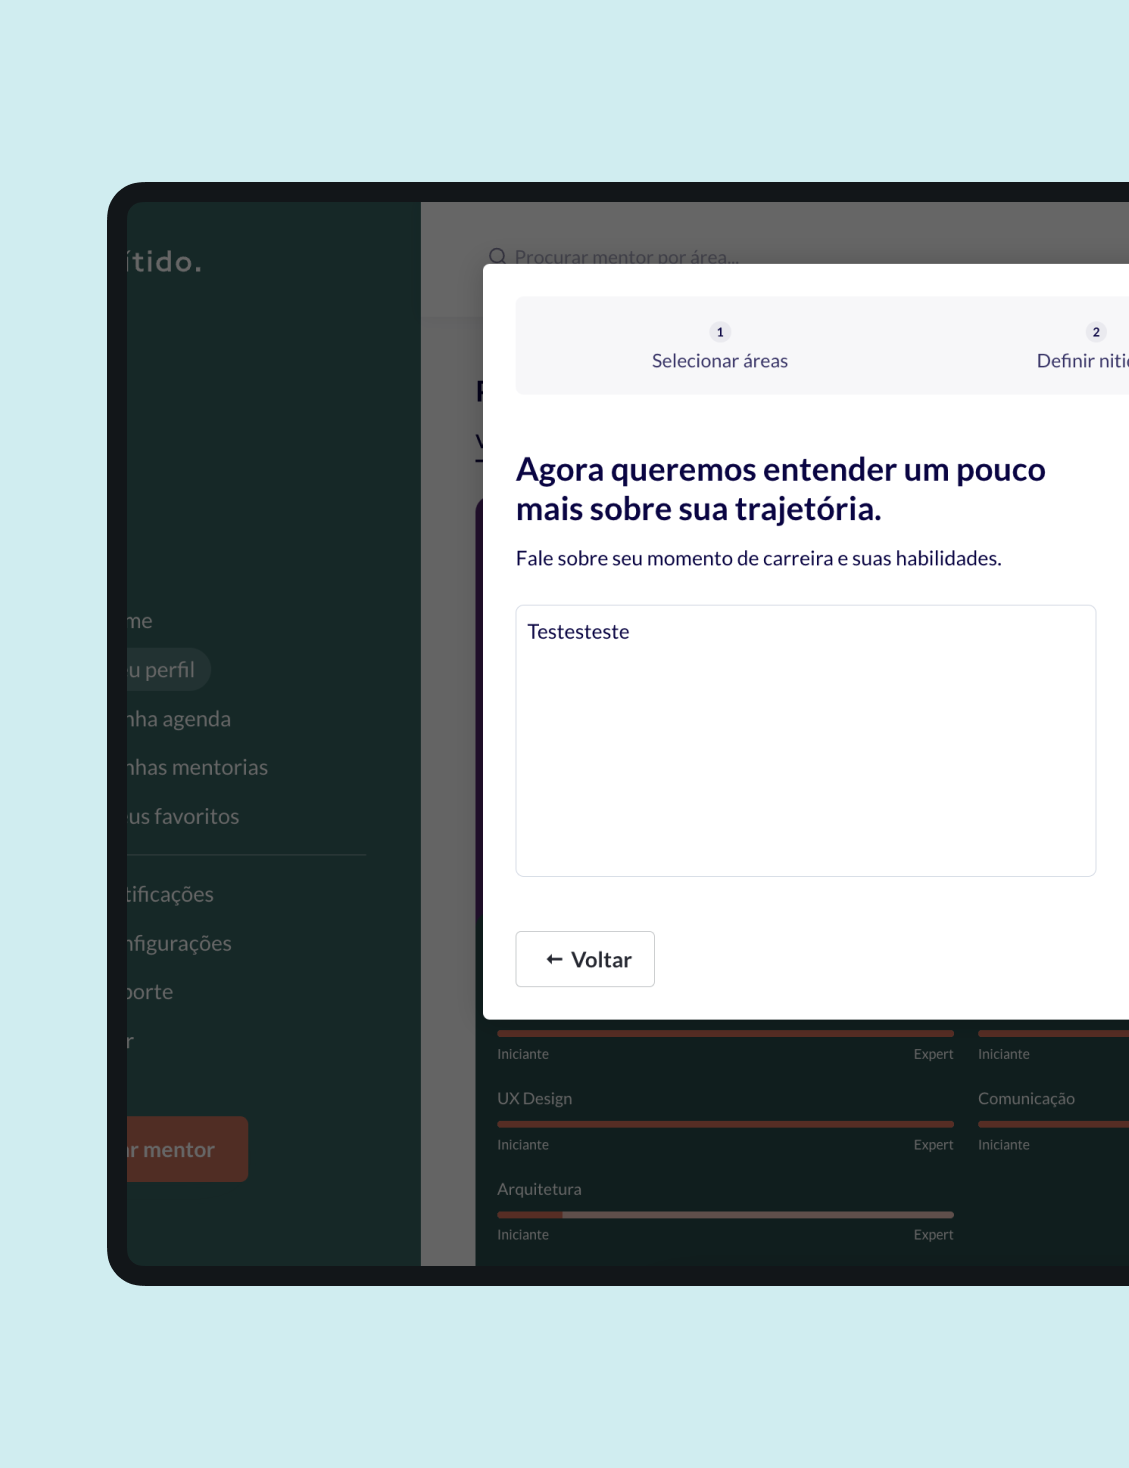 ítido.
Procurar mentor por área...
1
Selecionar áreas
2
Definir niti
Agora queremos entender um pouco
mais sobre sua trajetória.
Fale sobre seu momento de carreira e suas habilidades.
Testesteste
← Voltar
me
u perfil
nha agenda
nhas mentorias
us favoritos
tificações
nfigurações
porte
r
ar mentor
Iniciante Expert Iniciante
UX Design Comunicação
Iniciante Expert Iniciante
Arquitetura
Iniciante Expert